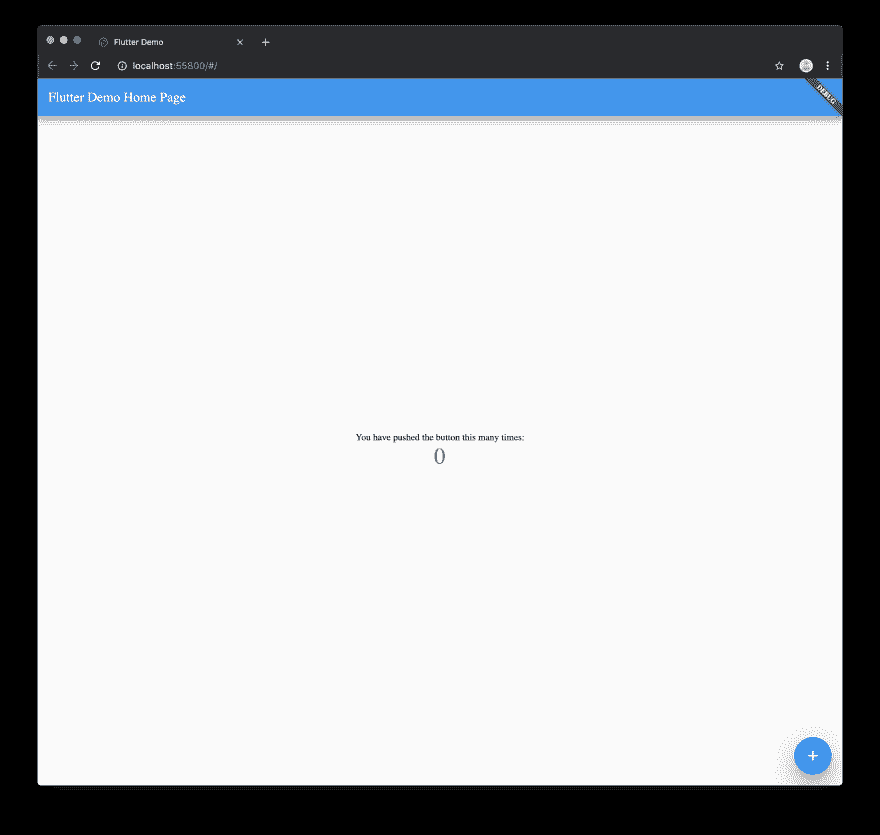 Flutter Demo
localhost:55800/#/
Flutter Demo Home Page
DEBUG
You have pushed the button this many times:
0